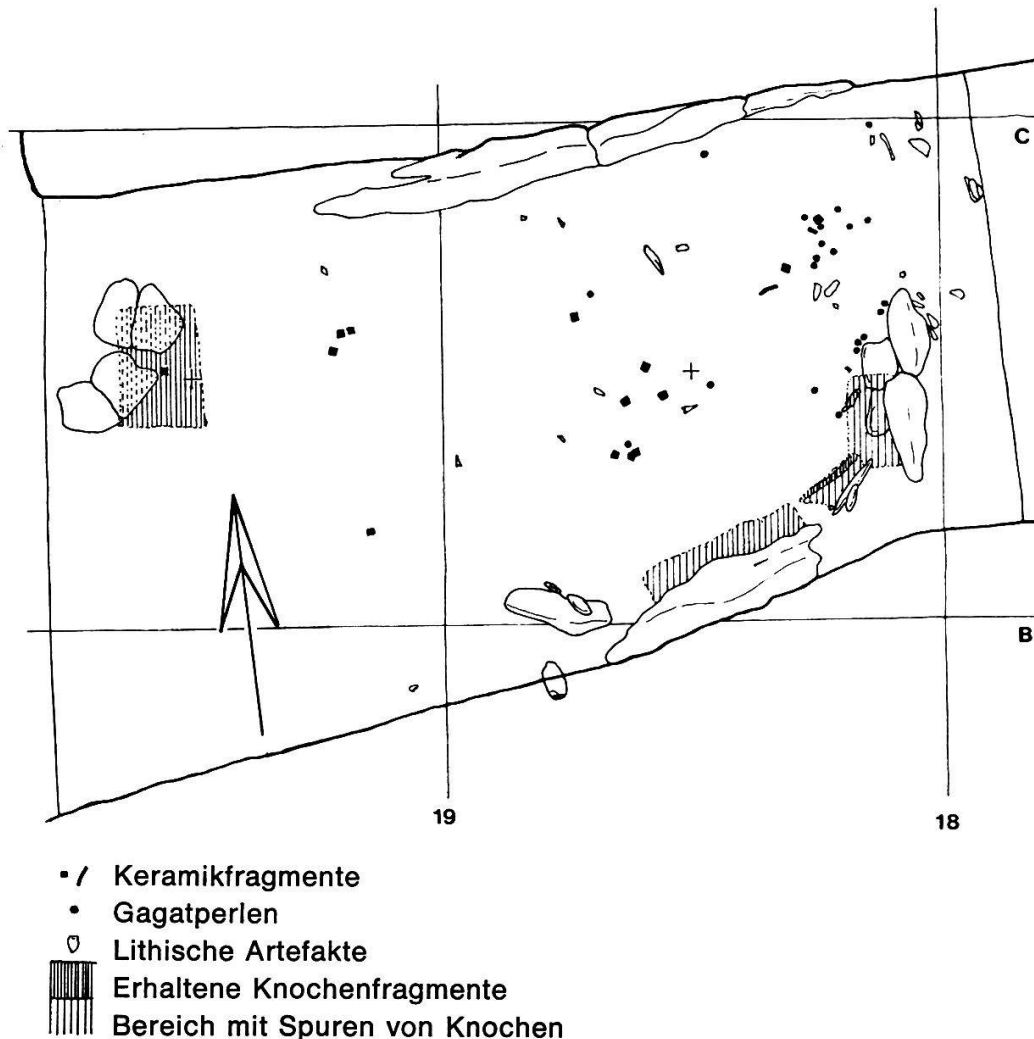 C
B
19
18
Keramikfragmente
Gagatperlen
Lithische Artefakte
Erhaltene Knochenfragmente
Bereich mit Spuren von Knochen